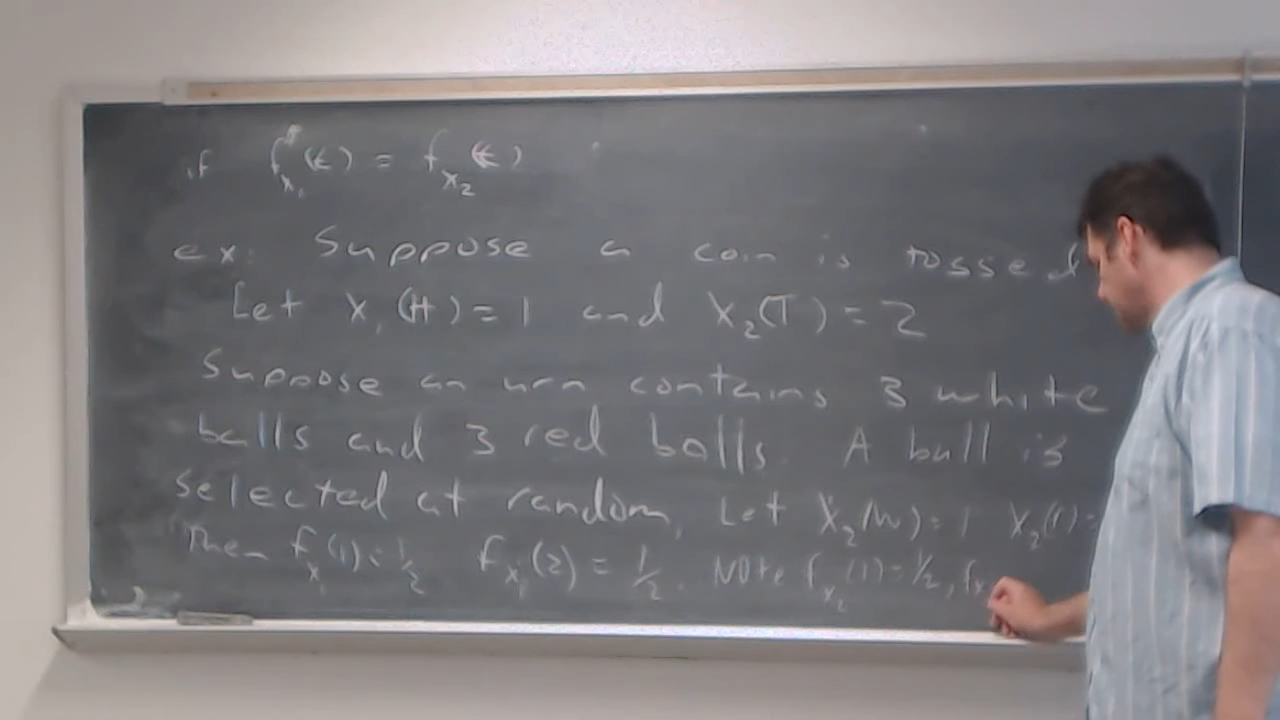 if f_X₁(t) = f_X₂(t)
ex: Suppose a coin is tossed
Let X₁(H) = 1 and X₂(T) = 2
Suppose an urn contains 3 white
balls and 3 red balls. A ball is
selected at random, Let X₂(w) = 1 X₂(r) =
Then f_X₁(1) = 1/2 f_X₁(2) = 1/2. Note f_X₂(1) = 1/2, f_X